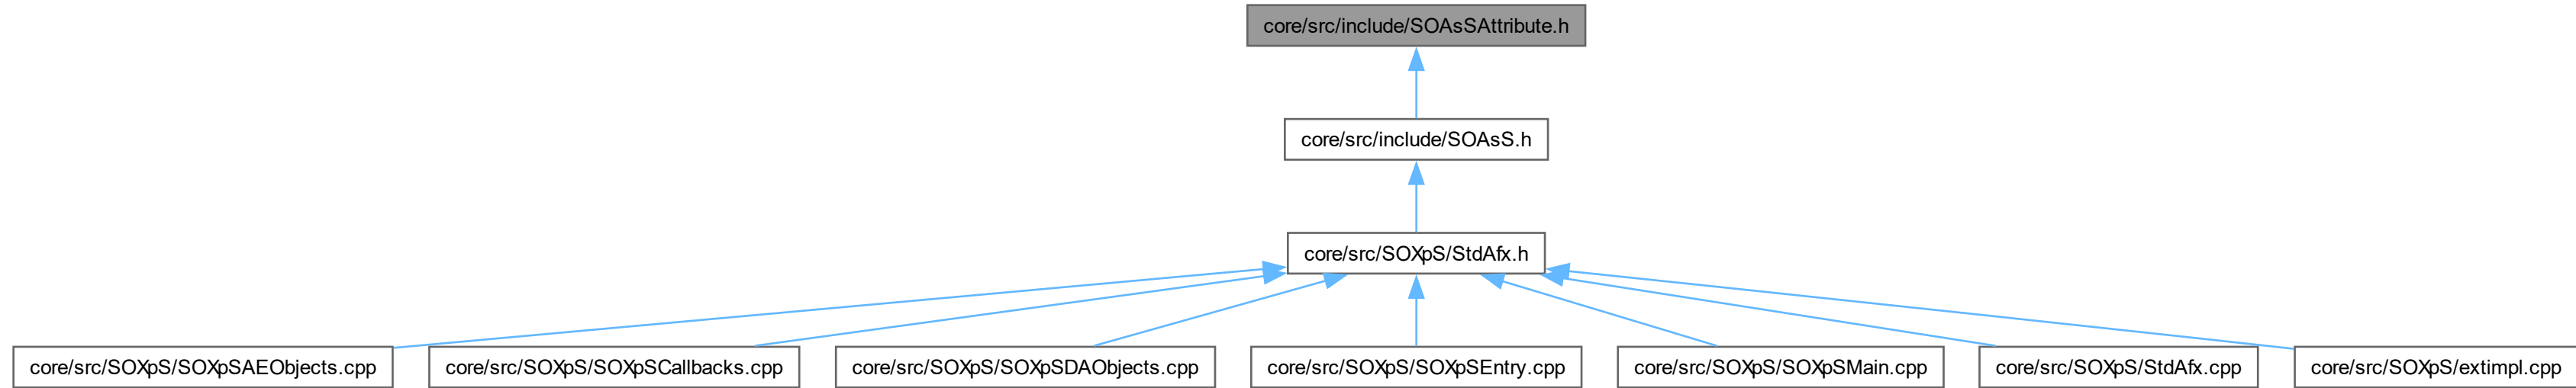 core/src/include/SOAsSAttribute.h
core/src/include/SOAsS.h
core/src/SOXpS/StdAfx.h
core/src/SOXpS/SOXpSAEObjects.cpp
core/src/SOXpS/SOXpSCallbacks.cpp
core/src/SOXpS/SOXpSDAObjects.cpp
core/src/SOXpS/SOXpSEntry.cpp
core/src/SOXpS/SOXpSMain.cpp
core/src/SOXpS/StdAfx.cpp
core/src/SOXpS/extimpl.cpp